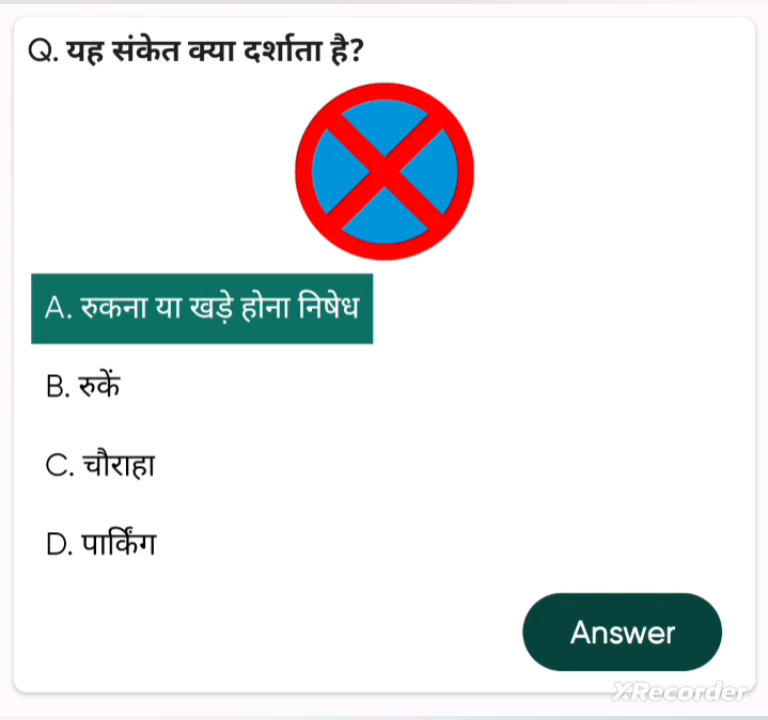 Q. यह संकेत क्या दर्शाता है?
A. रुकना या खड़े होना निषेध
B. रुकें
C. चौराहा
D. पार्किंग
Answer
XRecorder